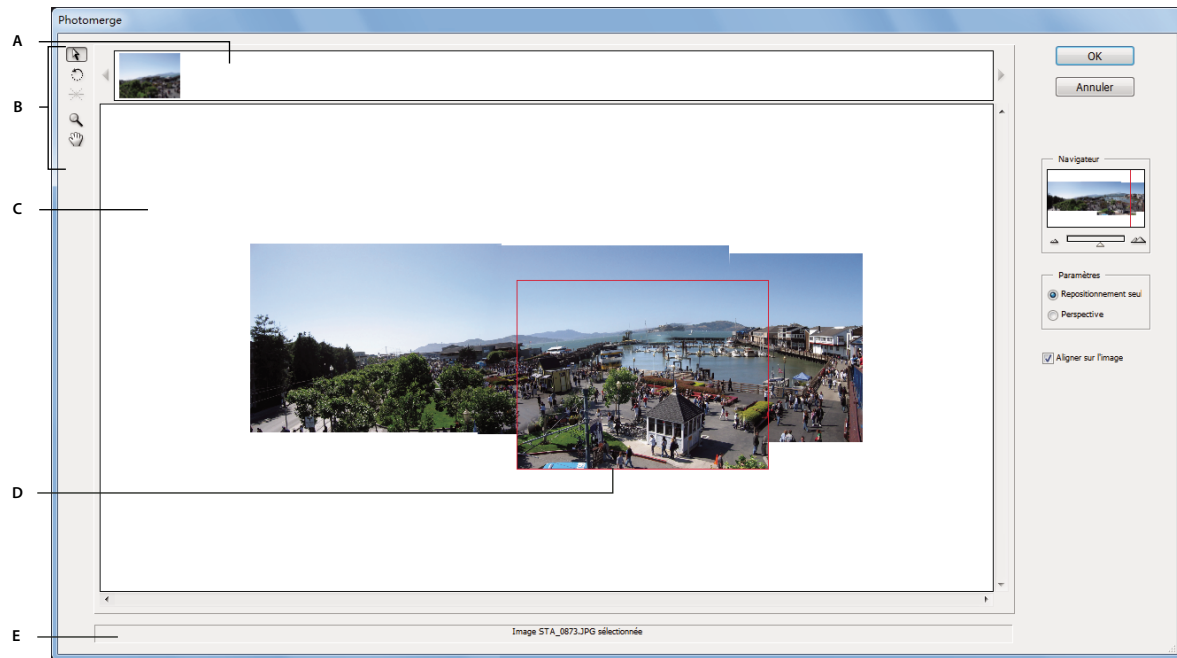 Photomerge
A
B
C
D
E
OK
Annuler
Navigateur
Paramètres
Repositionnement seul
Perspective
Aligner sur l'image
Image STA_0873.JPG sélectionnée